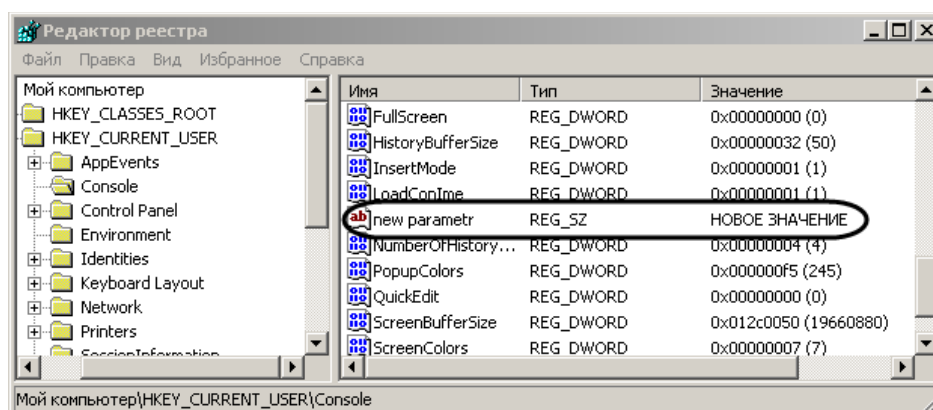 Редактор реестра
Файл Правка Вид Избранное Справка
Мой компьютер
HKEY_CLASSES_ROOT
HKEY_CURRENT_USER
AppEvents
Console
Control Panel
Environment
Identities
Keyboard Layout
Network
Printers
SessionInformation
Имя Тип Значение
FullScreen REG_DWORD 0x00000000 (0)
HistoryBufferSize REG_DWORD 0x00000032 (50)
InsertMode REG_DWORD 0x00000001 (1)
LoadConIme REG_DWORD 0x00000001 (1)
new parametr REG_SZ НОВОЕ ЗНАЧЕНИЕ
NumberOfHistory... REG_DWORD 0x00000004 (4)
PopupColors REG_DWORD 0x000000f5 (245)
QuickEdit REG_DWORD 0x00000000 (0)
ScreenBufferSize REG_DWORD 0x012c0050 (19660880)
ScreenColors REG_DWORD 0x00000007 (7)
Мой компьютер\HKEY_CURRENT_USER\Console